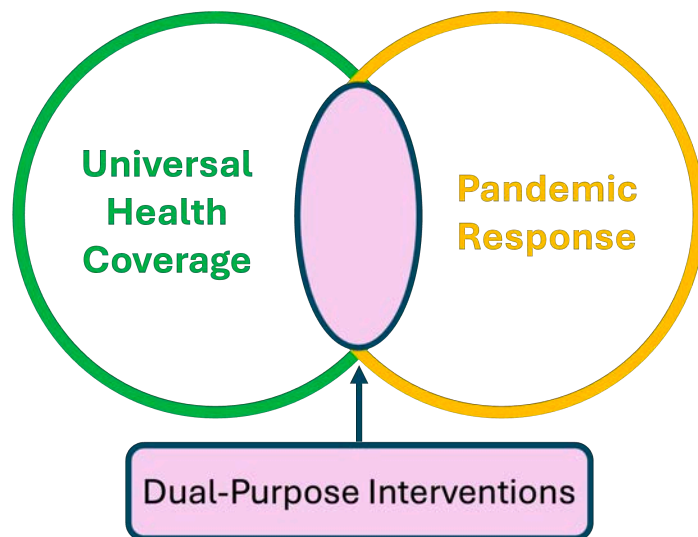 Universal
Health
Coverage
Pandemic
Response
Dual-Purpose Interventions